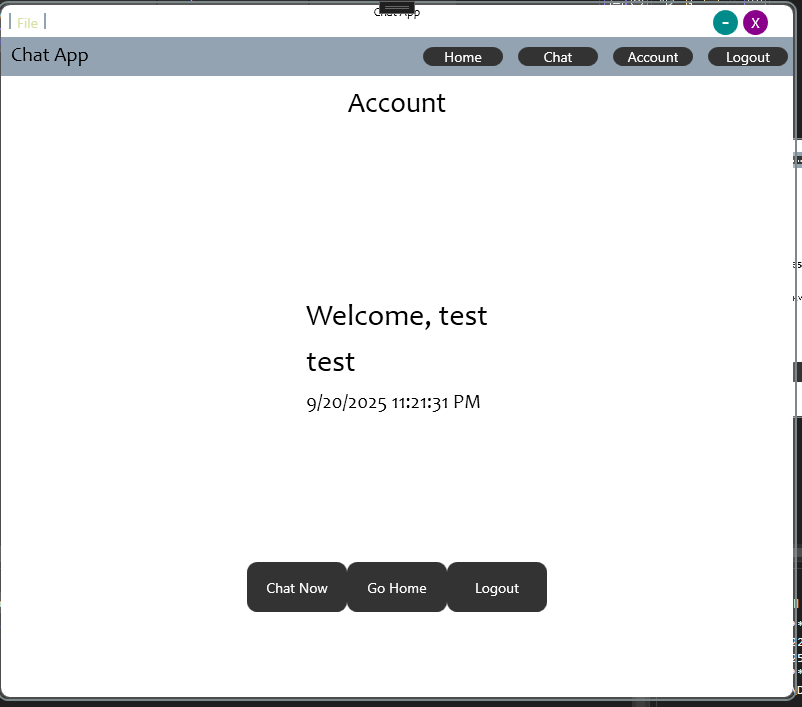 Chat App
| File |
- X
Chat App Home Chat Account Logout
Account
Welcome, test
test
9/20/2025 11:21:31 PM
Chat Now Go Home Logout